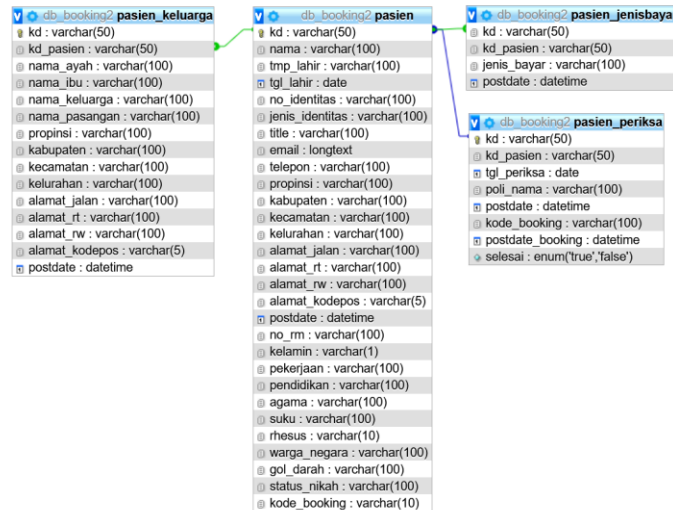 db_booking2 pasien_keluarga
kd : varchar(50)
kd_pasien : varchar(50)
nama_ayah : varchar(100)
nama_ibu : varchar(100)
nama_keluarga : varchar(100)
nama_pasangan : varchar(100)
propinsi : varchar(100)
kabupaten : varchar(100)
kecamatan : varchar(100)
kelurahan : varchar(100)
alamat_jalan : varchar(100)
alamat_rt : varchar(100)
alamat_rw : varchar(100)
alamat_kodepos : varchar(5)
postdate : datetime
db_booking2 pasien
kd : varchar(50)
nama : varchar(100)
tmp_lahir : varchar(100)
tgl_lahir : date
no_identitas : varchar(100)
jenis_identitas : varchar(100)
title : varchar(100)
email : longtext
telepon : varchar(100)
propinsi : varchar(100)
kabupaten : varchar(100)
kecamatan : varchar(100)
kelurahan : varchar(100)
alamat_jalan : varchar(100)
alamat_rt : varchar(100)
alamat_rw : varchar(100)
alamat_kodepos : varchar(5)
postdate : datetime
no_rm : varchar(100)
kelamin : varchar(1)
pekerjaan : varchar(100)
pendidikan : varchar(100)
agama : varchar(100)
suku : varchar(100)
rhesus : varchar(10)
warga_negara : varchar(100)
gol_darah : varchar(100)
status_nikah : varchar(100)
kode_booking : varchar(10)
db_booking2 pasien_jenisbaya
kd : varchar(50)
kd_pasien : varchar(50)
jenis_bayar : varchar(100)
postdate : datetime
db_booking2 pasien_periksa
kd : varchar(50)
kd_pasien : varchar(50)
tgl_periksa : date
poli_nama : varchar(100)
postdate : datetime
kode_booking : varchar(100)
postdate_booking : datetime
selesai : enum('true','false')